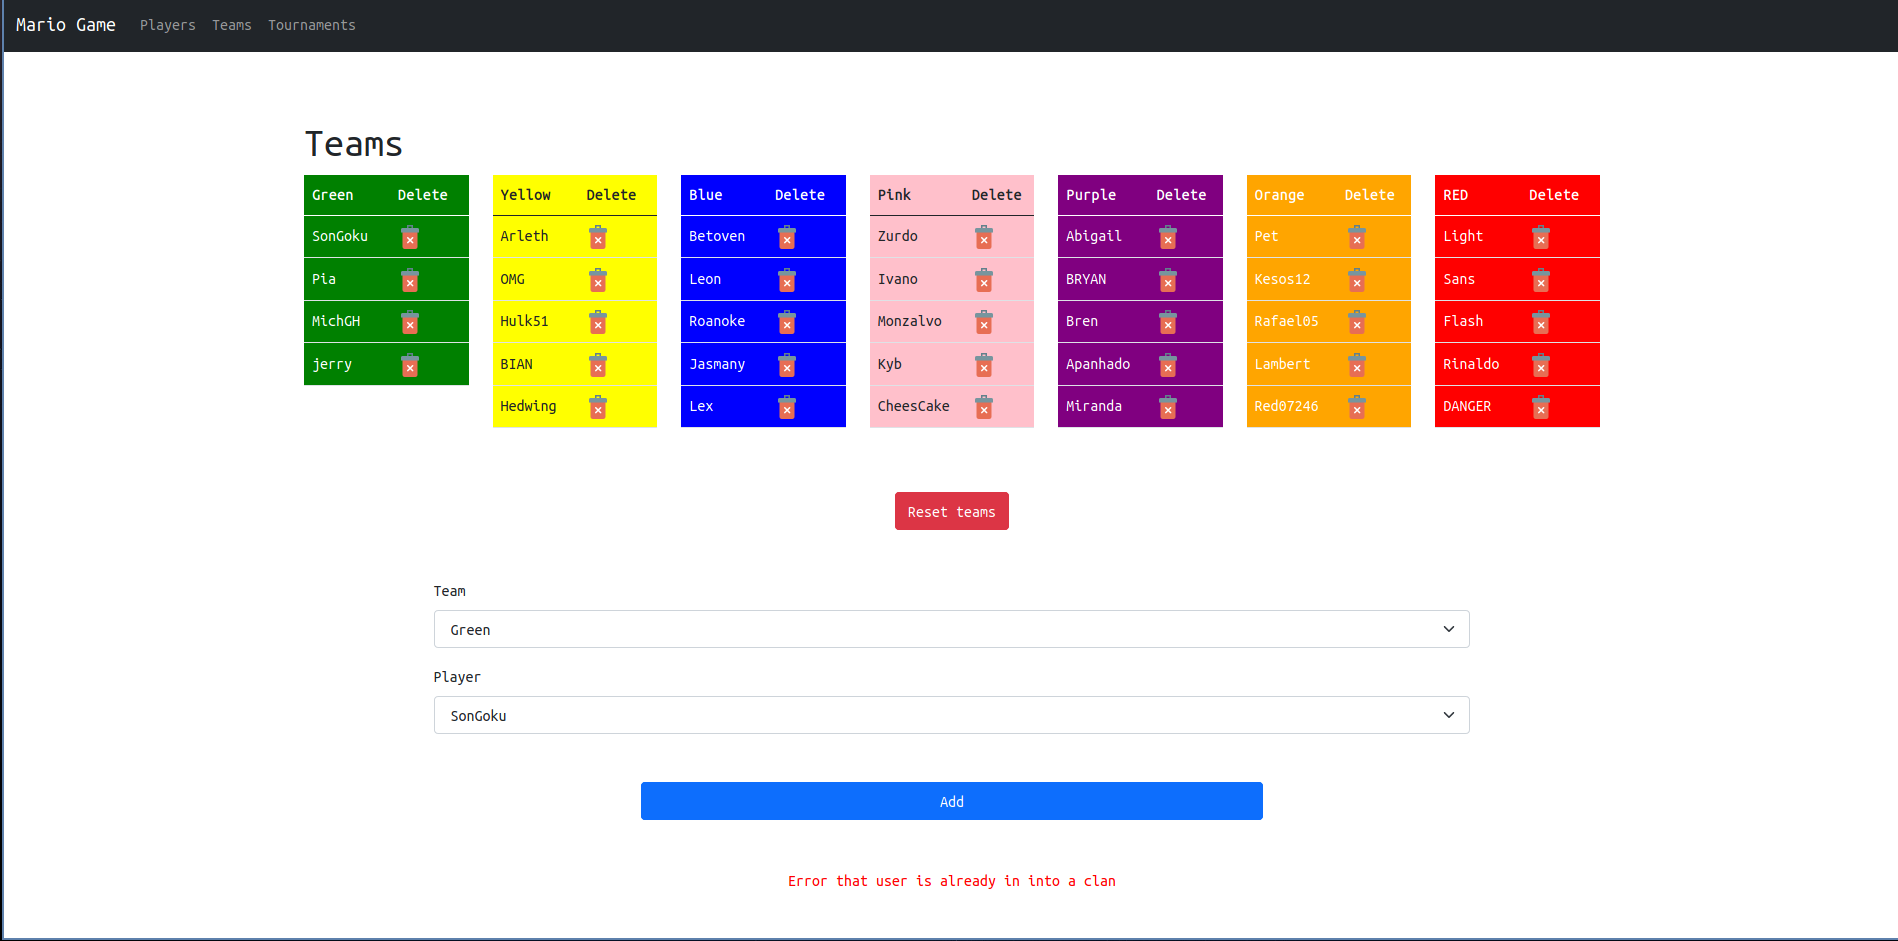 Mario Game Players Teams Tournaments
Teams
Green Delete Yellow Delete Blue Delete Pink Delete Purple Delete Orange Delete RED Delete
SonGoku Arleth Betoven Zurdo Abigail Pet Light
Pia OMG Leon Ivano BRYAN Kesos12 Sans
MichGH Hulk51 Roanoke Monzalvo Bren Rafael05 Flash
jerry BIAN Jasmany Kyb Apanhado Lambert Rinaldo
Hedwing Lex CheesCake Miranda Red07246 DANGER
Reset teams
Team
Green
Player
SonGoku
Add
Error that user is already in into a clan